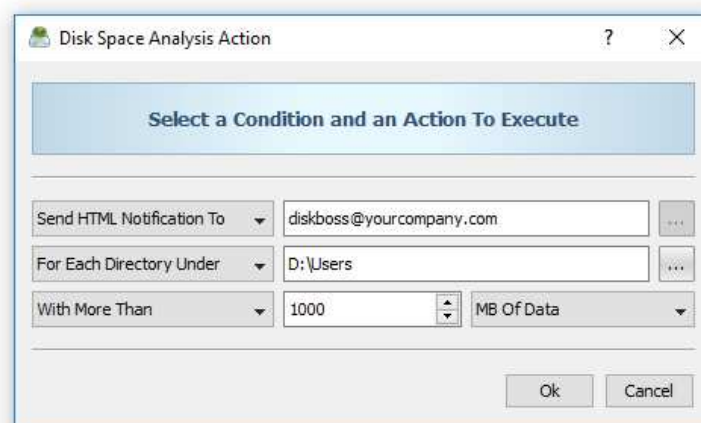 Disk Space Analysis Action ?
Select a Condition and an Action To Execute
Send HTML Notification To diskboss@yourcompany.com ...
For Each Directory Under D:\Users ...
With More Than 1000 MB Of Data
Ok Cancel